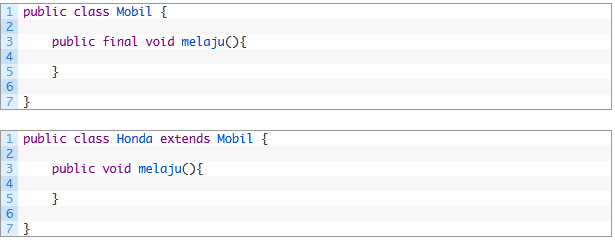 1 public class Mobil {
2
3     public final void melaju(){
4
5     }
6
7 }
1 public class Honda extends Mobil {
2
3     public void melaju(){
4
5     }
6
7 }